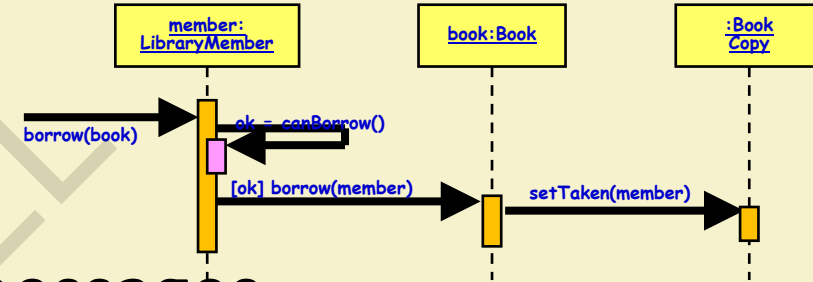 member:
LibraryMember
book:Book
:Book
Copy
borrow(book)
ok = canBorrow()
[ok] borrow(member)
setTaken(member)